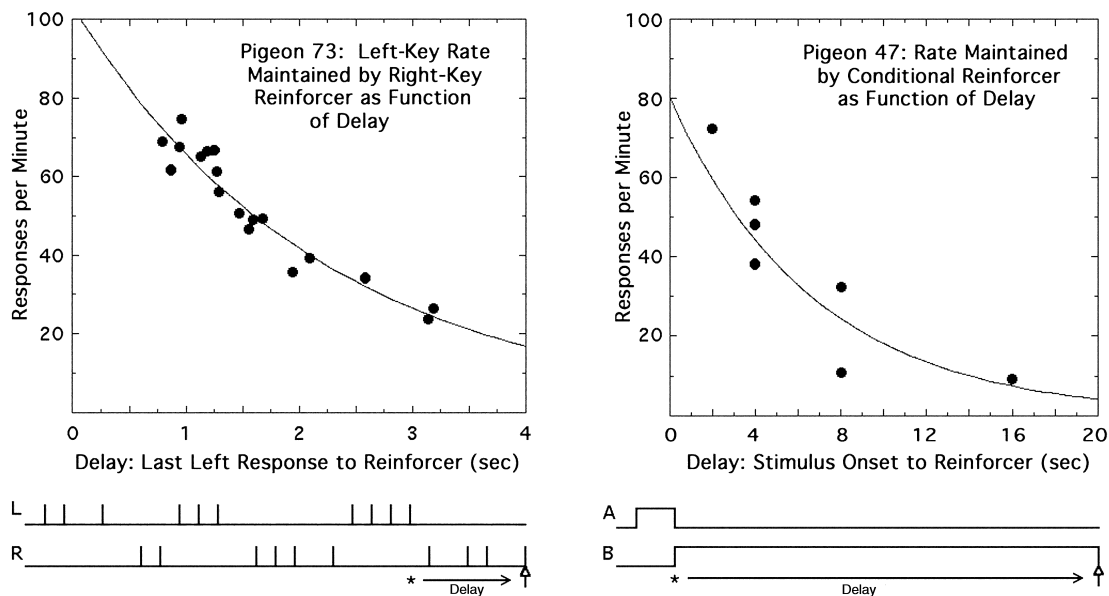 Pigeon 73: Left-Key Rate
Maintained by Right-Key
Reinforcer as Function
of Delay
Responses per Minute
100
80
60
40
20
0
1
2
3
4
Delay: Last Left Response to Reinforcer (sec)
L
R
*
Delay
Pigeon 47: Rate Maintained
by Conditional Reinforcer
as Function of Delay
Responses per Minute
100
80
60
40
20
0
4
8
12
16
20
Delay: Stimulus Onset to Reinforcer (sec)
A
B
*
Delay